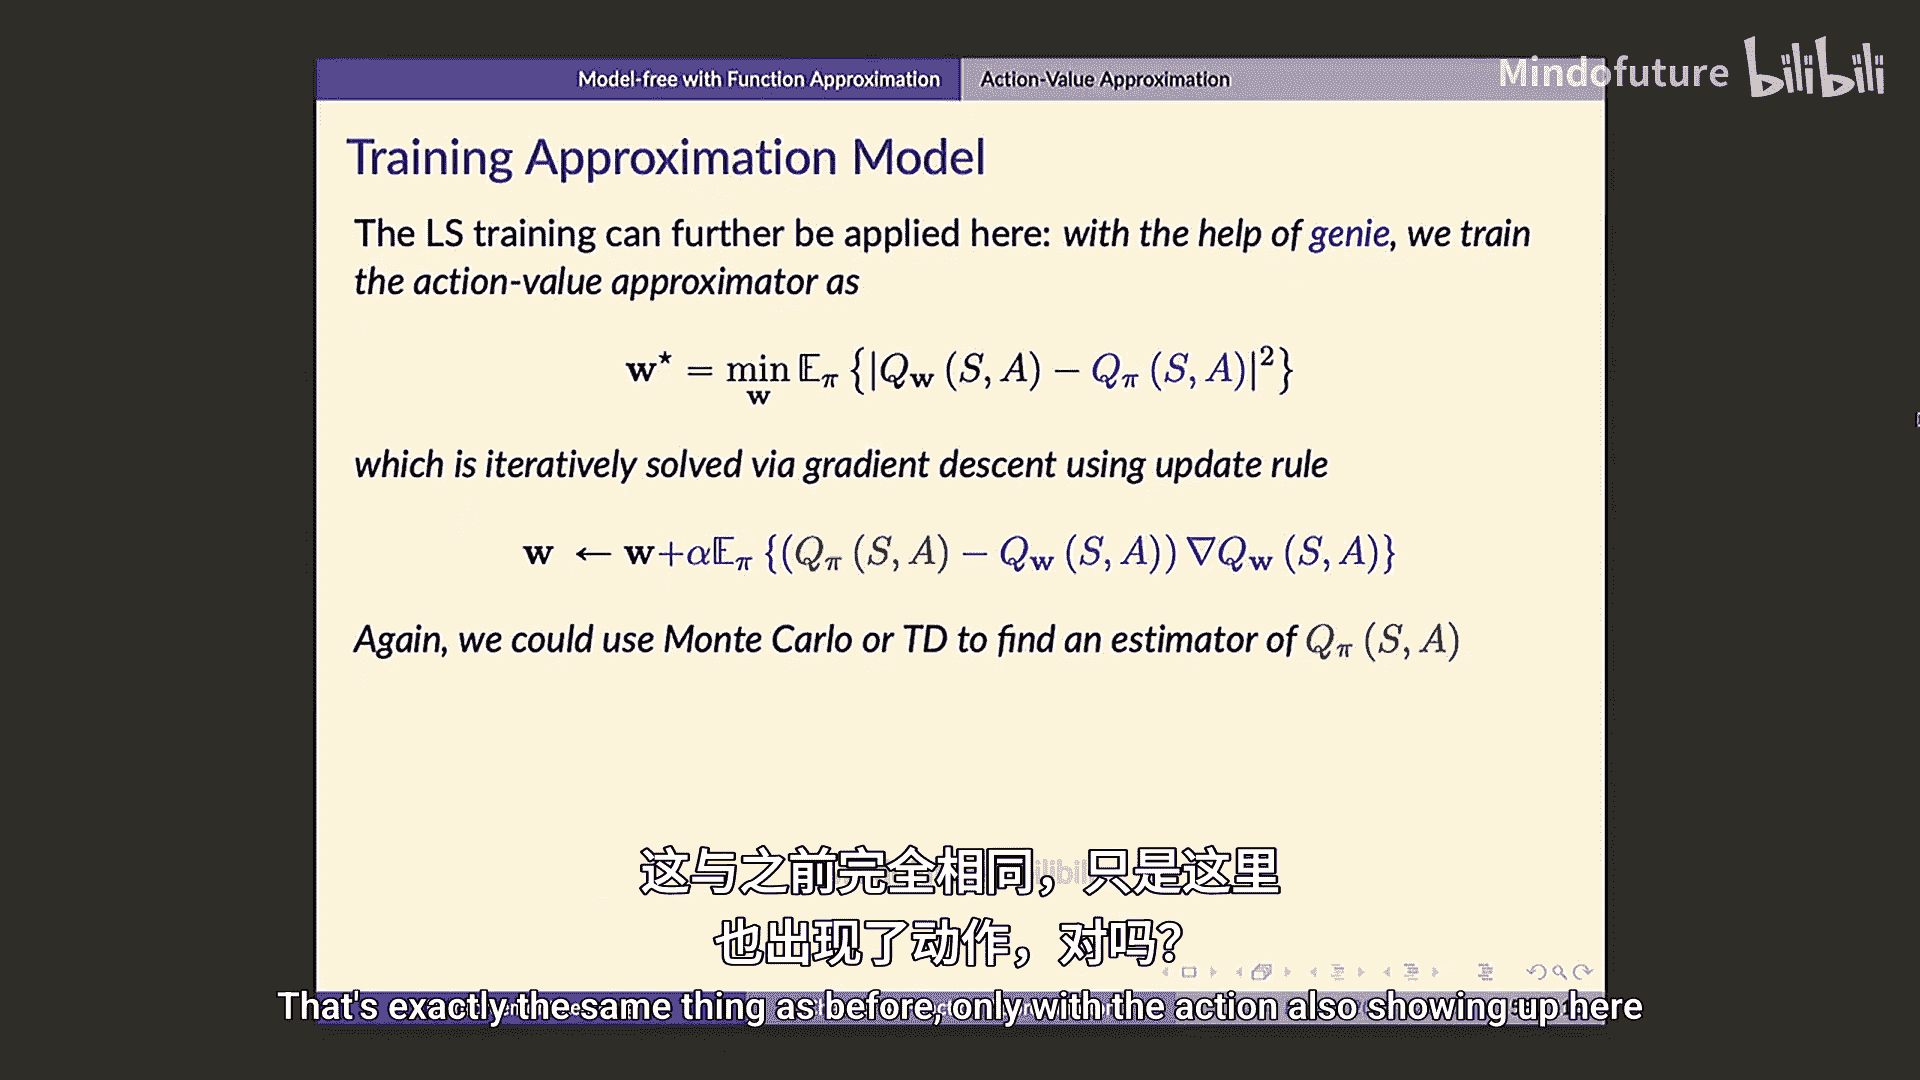 Model-free with Function Approximation Action-Value Approximation
Mindofuture bilibili
Training Approximation Model
The LS training can further be applied here: with the help of genie, we train
the action-value approximator as
w⋆ = min_w 𝔼_π {|Q_w (S, A) − Q_π (S, A)|²}
which is iteratively solved via gradient descent using update rule
w ← w+α𝔼_π {(Q_π (S, A) − Q_w (S, A)) ∇Q_w (S, A)}
Again, we could use Monte Carlo or TD to find an estimator of Q_π (S, A)
这与之前完全相同，只是这里
也出现了动作，对吗？
That's exactly the same thing as before, only with the action also showing up here